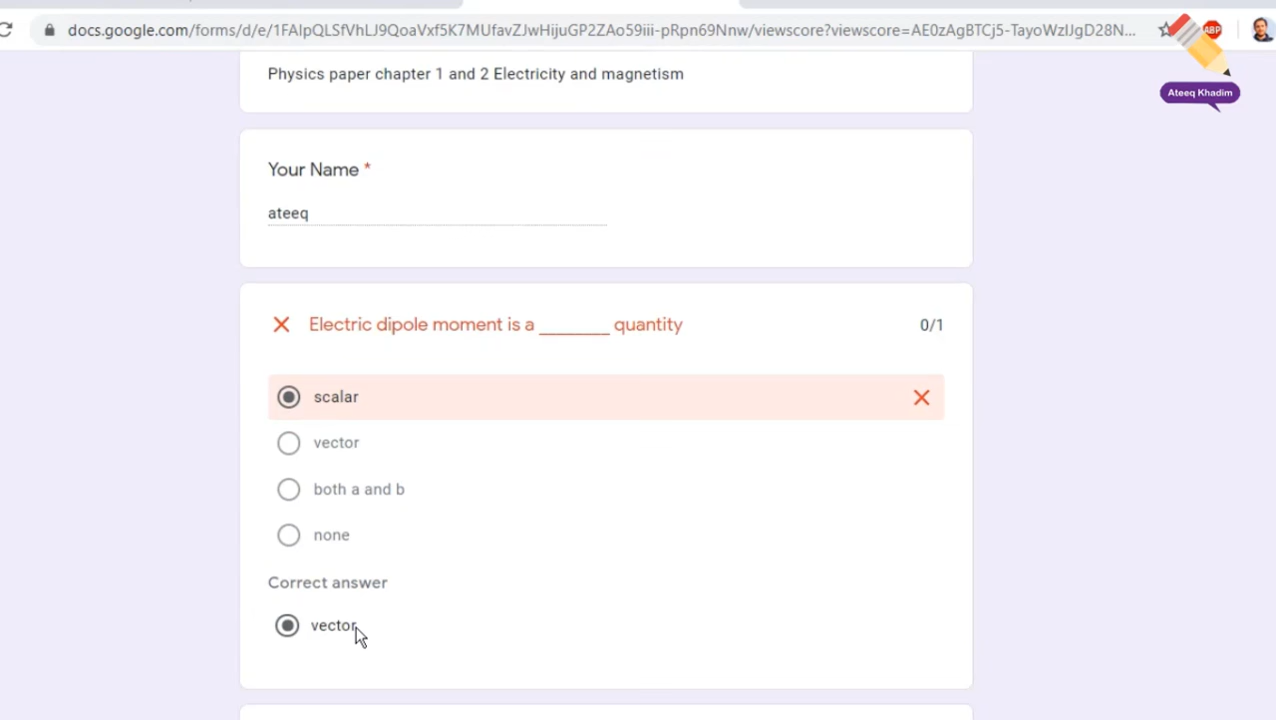 docs.google.com/forms/d/e/1FAIpQLSfVhLJ9QoaVxf5K7MUfavZJwHijuGP2ZZAo59iii-pRpn69Nnw/viewscore?viewscore=AE0zAgBTCj5-TayoWzIJgD28N...
ABP
Ateeq Khadim
Physics paper chapter 1 and 2 Electricity and magnetism
Your Name *
ateeq
Electric dipole moment is a ________ quantity 0/1
scalar
vector
both a and b
none
Correct answer
vector